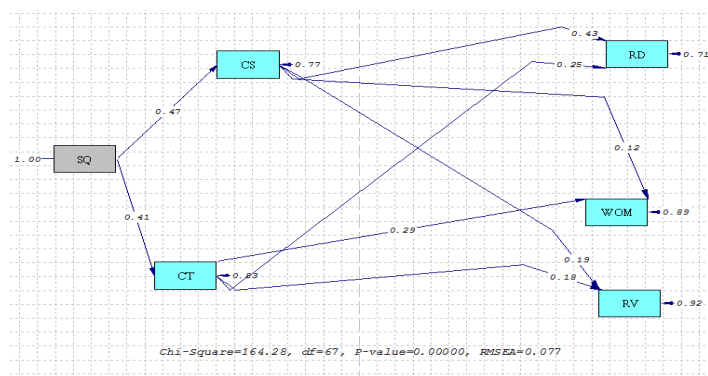 0.43
RD
0.71
CS
0.77
0.25
0.47
0.12
1.00
SQ
0.41
WOM
0.89
0.29
0.19
CT
0.83
0.18
RV
0.92
Chi-Square=164.28, df=67, P-value=0.00000, RMSEA=0.077